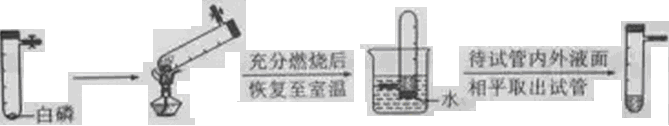 白磷
充分燃烧后
恢复至室温
水
待试管内外液面
相平取出试管